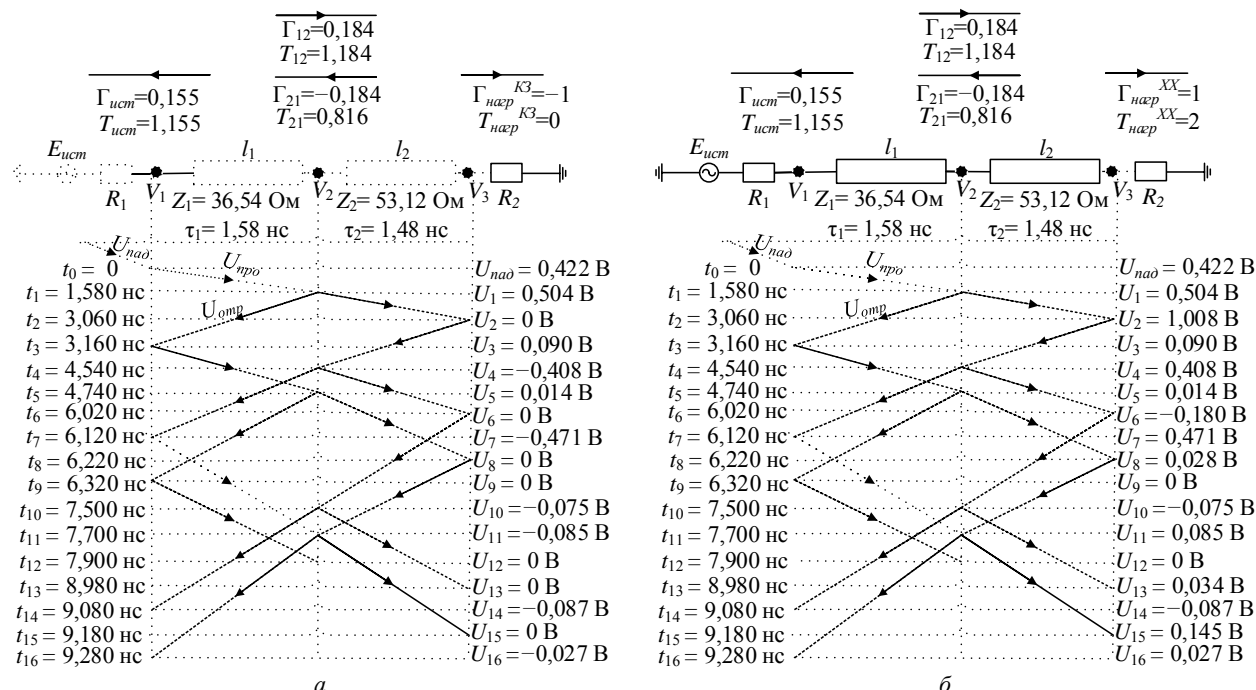 Γ12=0,184
T12=1,184
Γист=0,155
Tист=1,155
Γ21=−0,184
T21=0,816
Γнагр КЗ=−1
Tнагр КЗ=0
Eист
l1
l2
R1
V1
Z1= 36,54 Ом
V2
Z2= 53,12 Ом
V3
R2
τ1= 1,58 нс
τ2= 1,48 нс
Uпад
Uпро
Uотр
t0 = 0
Uпад = 0,422 В
t1 = 1,580 нс
U1 = 0,504 В
t2 = 3,060 нс
U2 = 0 В
t3 = 3,160 нс
U3 = 0,090 В
t4 = 4,540 нс
U4 = −0,408 В
t5 = 4,740 нс
U5 = 0,014 В
t6 = 6,020 нс
U6 = 0 В
t7 = 6,120 нс
U7 = −0,471 В
t8 = 6,220 нс
U8 = 0 В
t9 = 6,320 нс
U9 = 0 В
t10 = 7,500 нс
U10 = −0,075 В
t11 = 7,700 нс
U11 = −0,085 В
t12 = 7,900 нс
U12 = 0 В
t13 = 8,980 нс
U13 = 0 В
t14 = 9,080 нс
U14 = −0,087 В
t15 = 9,180 нс
U15 = 0 В
t16 = 9,280 нс
U16 = −0,027 В
а
Γ12=0,184
T12=1,184
Γист=0,155
Tист=1,155
Γ21=−0,184
T21=0,816
Γнагр ХХ=1
Tнагр ХХ=2
Eист
l1
l2
R1
V1
Z1= 36,54 Ом
V2
Z2= 53,12 Ом
V3
R2
τ1= 1,58 нс
τ2= 1,48 нс
Uпад
Uпро
Uотр
t0 = 0
Uпад = 0,422 В
t1 = 1,580 нс
U1 = 0,504 В
t2 = 3,060 нс
U2 = 1,008 В
t3 = 3,160 нс
U3 = 0,090 В
t4 = 4,540 нс
U4 = 0,408 В
t5 = 4,740 нс
U5 = 0,014 В
t6 = 6,020 нс
U6 = −0,180 В
t7 = 6,120 нс
U7 = 0,471 В
t8 = 6,220 нс
U8 = 0,028 В
t9 = 6,320 нс
U9 = 0 В
t10 = 7,500 нс
U10 = −0,075 В
t11 = 7,700 нс
U11 = 0,085 В
t12 = 7,900 нс
U12 = 0 В
t13 = 8,980 нс
U13 = 0,034 В
t14 = 9,080 нс
U14 = −0,087 В
t15 = 9,180 нс
U15 = 0,145 В
t16 = 9,280 нс
U16 = 0,027 В
б